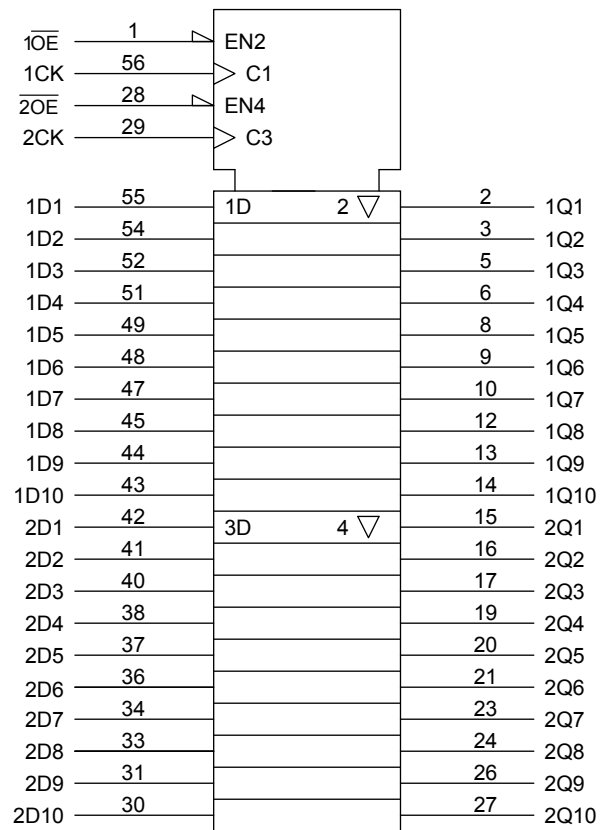 1OE 1 EN2
1CK 56 C1
2OE 28 EN4
2CK 29 C3
1D1 55 1D 2 ▽ 2 1Q1
1D2 54 3 1Q2
1D3 52 5 1Q3
1D4 51 6 1Q4
1D5 49 8 1Q5
1D6 48 9 1Q6
1D7 47 10 1Q7
1D8 45 12 1Q8
1D9 44 13 1Q9
1D10 43 14 1Q10
2D1 42 3D 4 ▽ 15 2Q1
2D2 41 16 2Q2
2D3 40 17 2Q3
2D4 38 19 2Q4
2D5 37 20 2Q5
2D6 36 21 2Q6
2D7 34 23 2Q7
2D8 33 24 2Q8
2D9 31 26 2Q9
2D10 30 27 2Q10